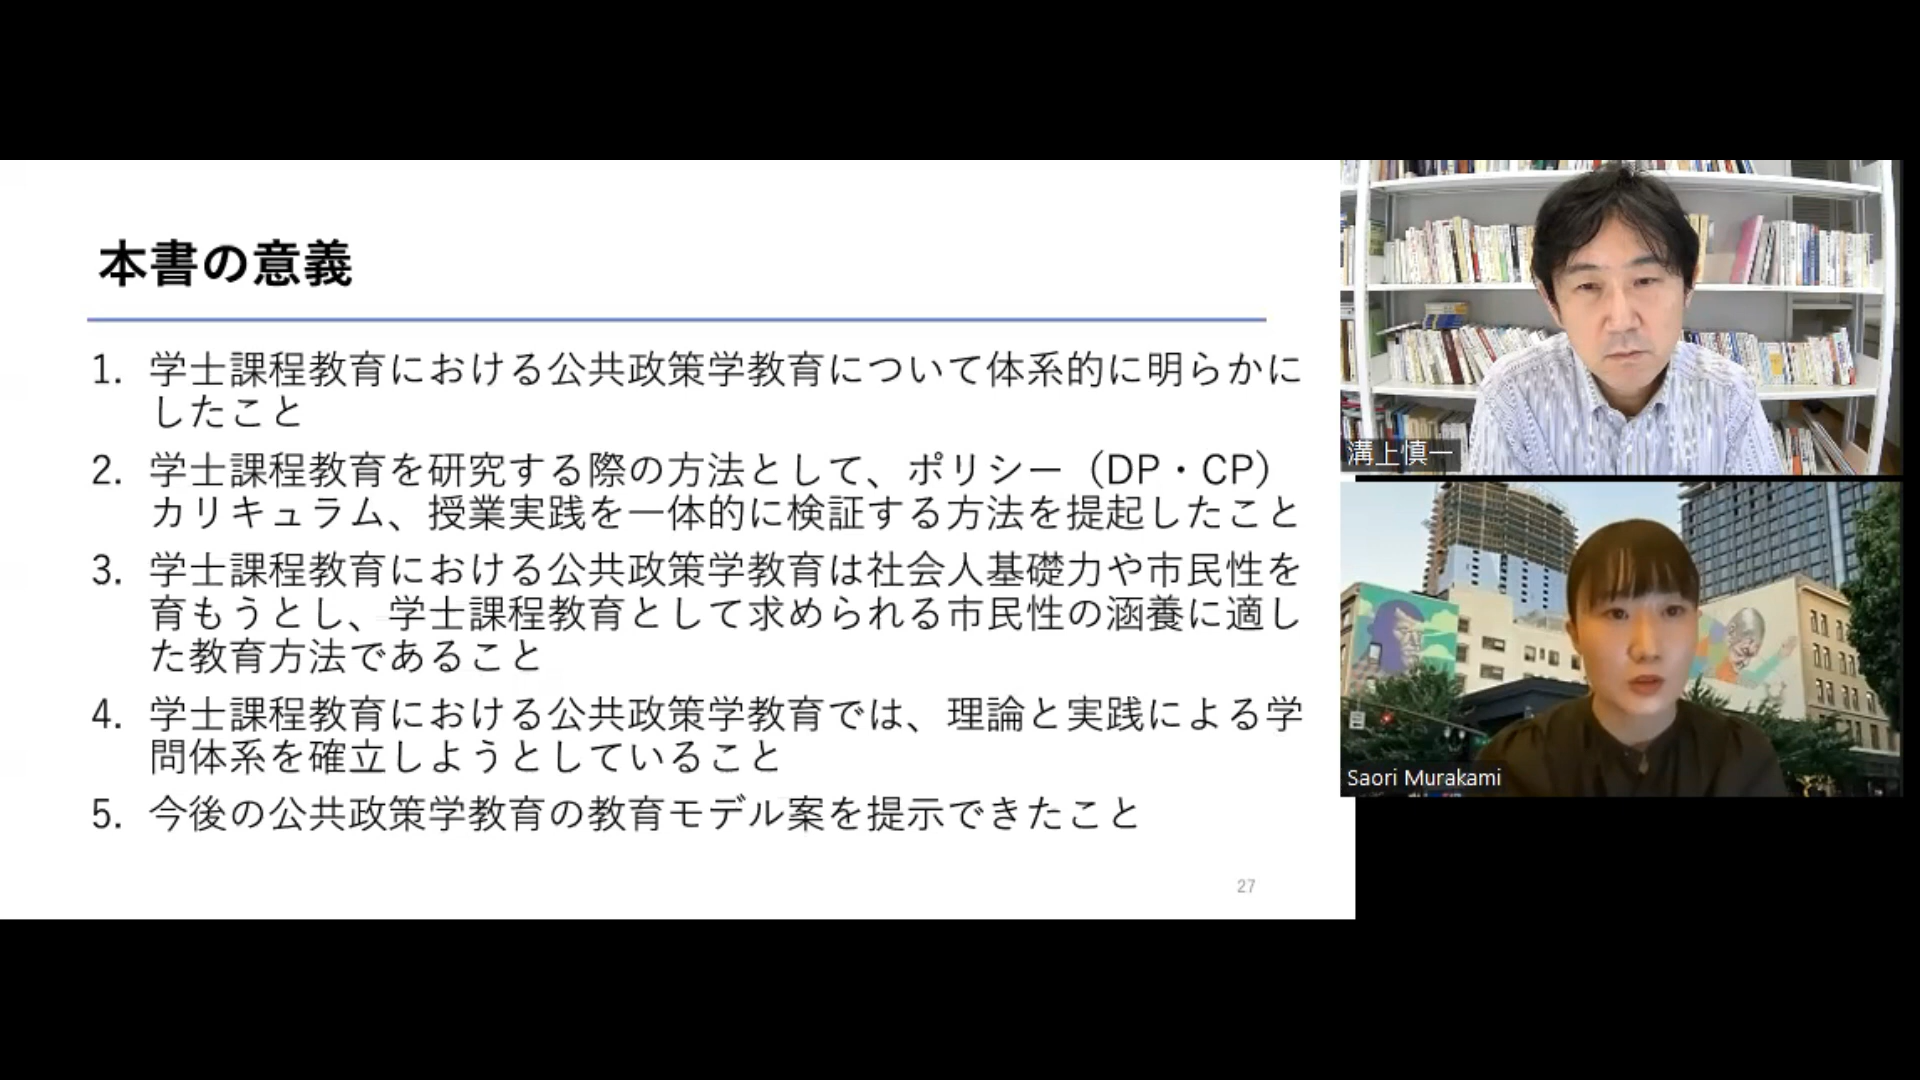 本書の意義
1. 学士課程教育における公共政策学教育について体系的に明らかに
したこと
2. 学士課程教育を研究する際の方法として、ポリシー（DP・CP）
カリキュラム、授業実践を一体的に検証する方法を提起したこと
3. 学士課程教育における公共政策学教育は社会人基礎力や市民性を
育もうとし、学士課程教育として求められる市民性の涵養に適し
た教育方法であること
4. 学士課程教育における公共政策学教育では、理論と実践による学
問体系を確立しようとしていること
5. 今後の公共政策学教育の教育モデル案を提示できたこと
27
溝上慎一
Saori Murakami